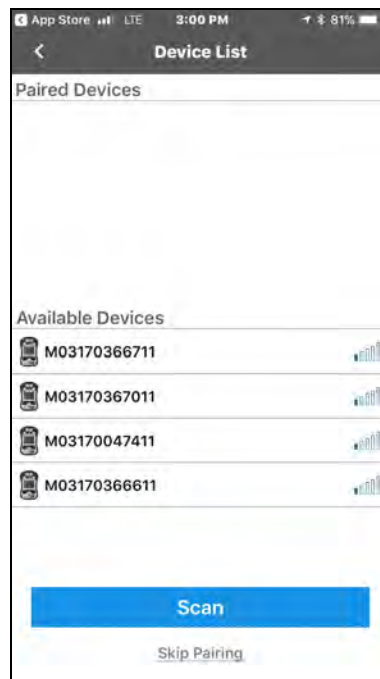 App Store LTE 3:00 PM 81%
Device List
Paired Devices
Available Devices
M03170366711
M03170367011
M03170047411
M03170366611
Scan
Skip Pairing